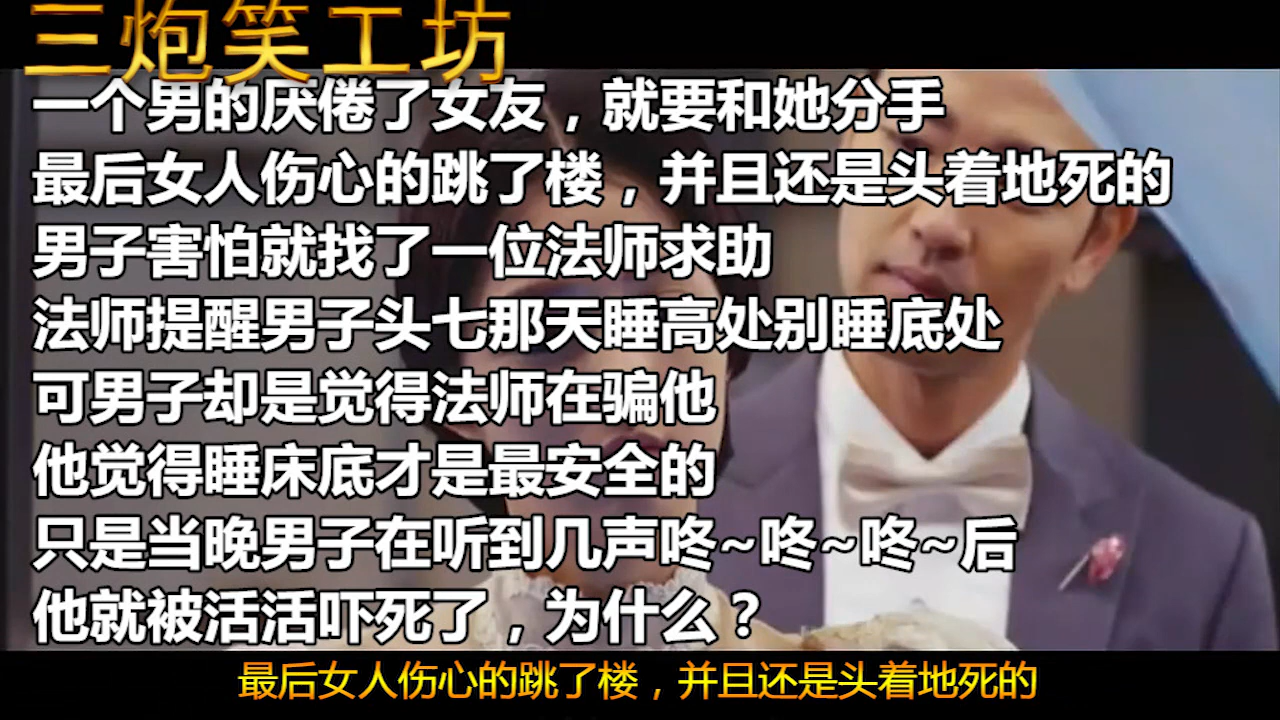 三炮笑工坊
一个男的厌倦了女友，就要和她分手
最后女人伤心的跳了楼，并且还是头着地死的
男子害怕就找了一位法师求助
法师提醒男子头七那天睡高处别睡底处
可男子却是觉得法师在骗他
他觉得睡床底才是最安全的
只是当晚男子在听到几声咚~咚~咚~后
他就被活活吓死了，为什么？
最后女人伤心的跳了楼，并且还是头着地死的